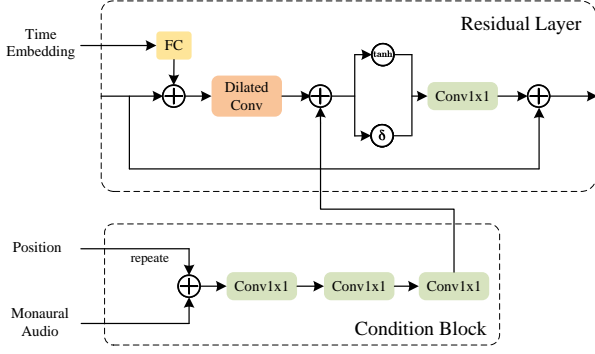 Residual Layer
Time
Embedding
FC
Dilated
Conv
tanh
δ
Conv1x1
Position
repeate
Monaural
Audio
Conv1x1
Conv1x1
Conv1x1
Condition Block